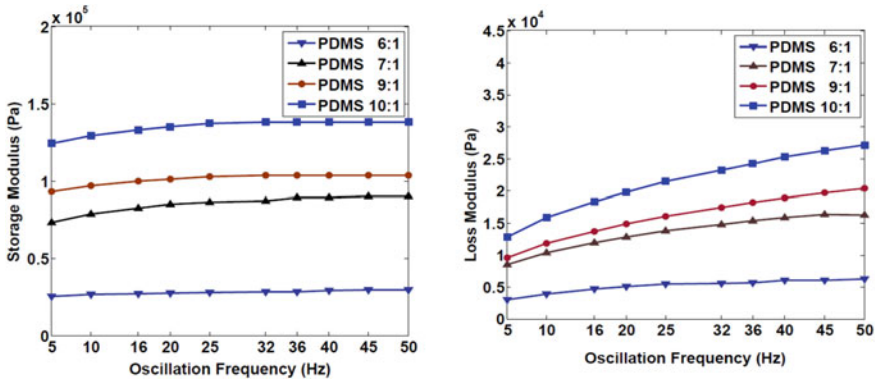 2 x 10^5
PDMS 6:1
PDMS 7:1
PDMS 9:1
PDMS 10:1
1.5
1
0.5
0
Storage Modulus (Pa)
5 10 16 20 25 32 36 40 45 50
Oscillation Frequency (Hz)
x 10^4
4.5
4
3.5
3
2.5
2
1.5
1
0.5
0
PDMS 6:1
PDMS 7:1
PDMS 9:1
PDMS 10:1
Loss Modulus (Pa)
5 10 16 20 25 32 36 40 45 50
Oscillation Frequency (Hz)